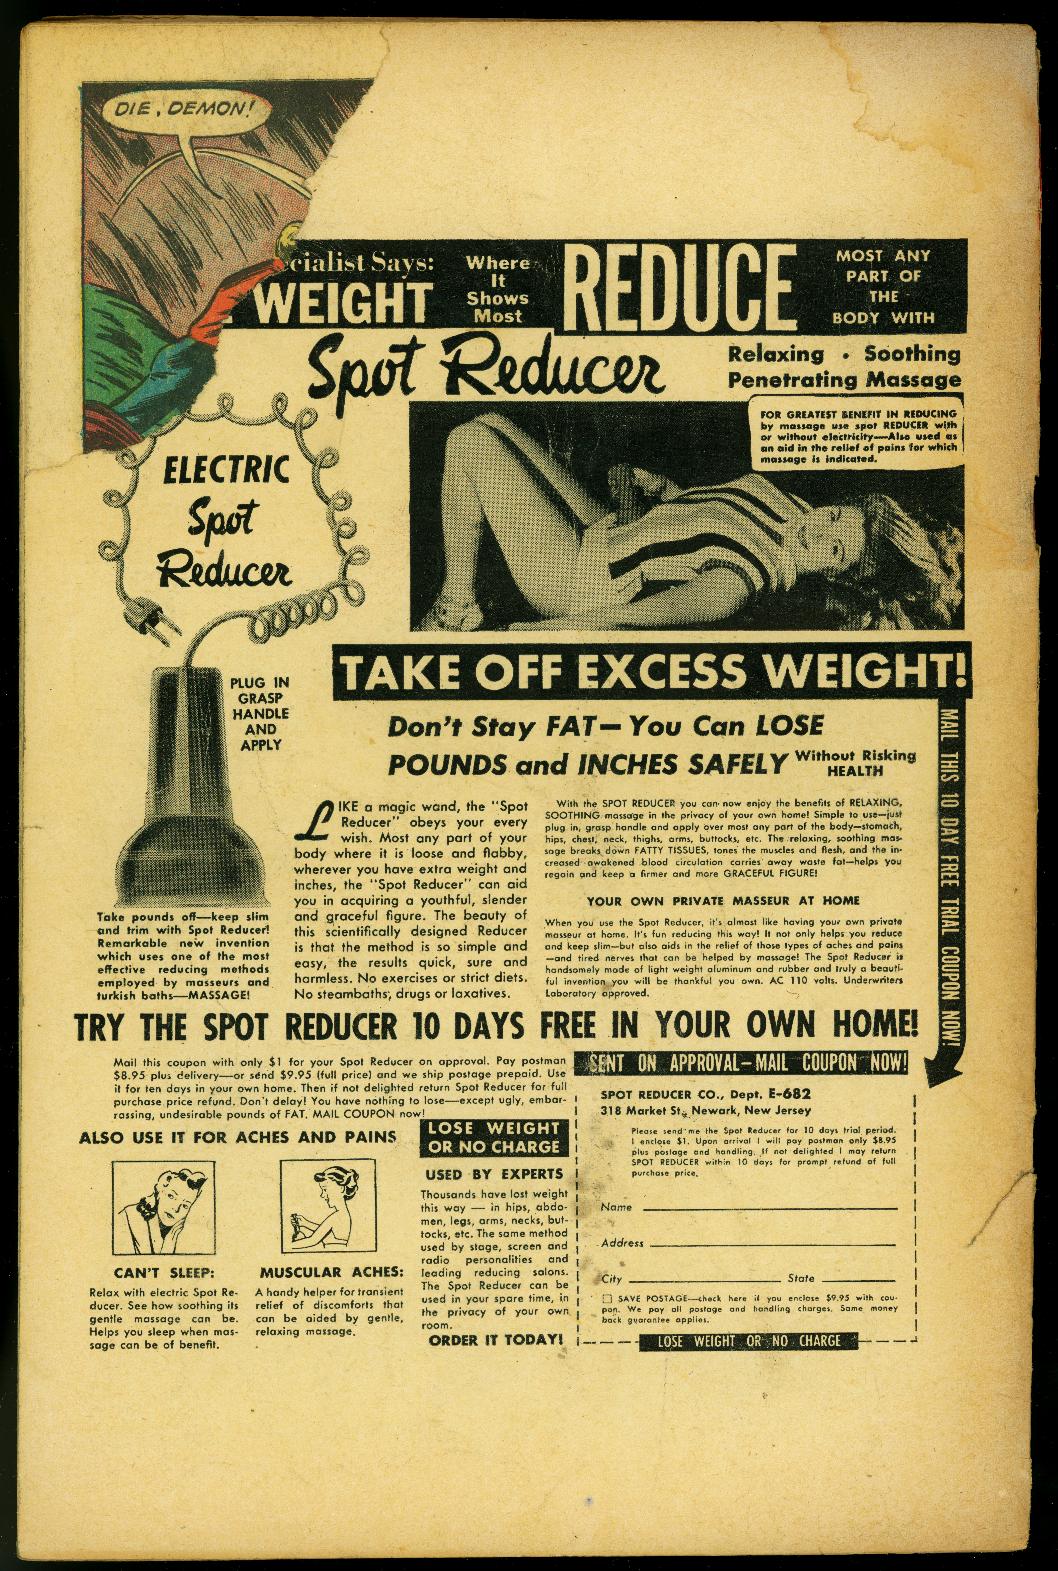 DIE, DEMON!
cialist Says:
WEIGHT
Where
It
Shows
Most
REDUCE
MOST ANY
PART OF
THE
BODY WITH
Spot Reducer
Relaxing • Soothing
Penetrating Massage
FOR GREATEST BENEFIT IN REDUCING
by massage use spot REDUCER with
or without electricity—Also used as
an aid in the relief of pains for which
massage is indicated.
ELECTRIC
Spot
Reducer
PLUG IN
GRASP
HANDLE
AND
APPLY
TAKE OFF EXCESS WEIGHT!
Don't Stay FAT—You Can LOSE
POUNDS and INCHES SAFELY Without Risking
HEALTH
MAIL THIS 10 DAY FREE TRIAL COUPON NOW!
LIKE a magic wand, the "Spot
Reducer" obeys your every
wish. Most any part of your
body where it is loose and flabby,
wherever you have extra weight and
inches, the "Spot Reducer" can aid
you in acquiring a youthful, slender
and graceful figure. The beauty of
this scientifically designed Reducer
is that the method is so simple and
easy, the results quick, sure and
harmless. No exercises or strict diets.
No steambaths, drugs or laxatives.
With the SPOT REDUCER you can now enjoy the benefits of RELAXING,
SOOTHING massage in the privacy of your own home! Simple to use—just
plug in, grasp handle and apply over most any part of the body—stomach,
hips, chest, neck, thighs, arms, buttocks, etc. The relaxing, soothing mas-
sage breaks down FATTY TISSUES, tones the muscles and flesh, and the in-
creased awakened blood circulation carries away waste fat—helps you
regain and keep a firmer and more GRACEFUL FIGURE!
YOUR OWN PRIVATE MASSEUR AT HOME
When you use the Spot Reducer, it's almost like having your own private
masseur at home. It's fun reducing this way! It not only helps you reduce
and keep slim—but also aids in the relief of those types of aches and pains
—and tired nerves that can be helped by massage! The Spot Reducer is
handsomely made of light weight aluminum and rubber and truly a beauti-
ful invention you will be thankful you own. AC 110 volts. Underwriters
Laboratory approved.
Take pounds off—keep slim
and trim with Spot Reducer!
Remarkable new invention
which uses one of the most
effective reducing methods
employed by masseurs and
turkish baths—MASSAGE!
TRY THE SPOT REDUCER 10 DAYS FREE IN YOUR OWN HOME!
Mail this coupon with only $1 for your Spot Reducer on approval. Pay postman
$8.95 plus delivery—or send $9.95 (full price) and we ship postage prepaid. Use
it for ten days in your own home. Then if not delighted return Spot Reducer for full
purchase price refund. Don't delay! You have nothing to lose—except ugly, embar-
rassing, undesirable pounds of FAT. MAIL COUPON now!
ALSO USE IT FOR ACHES AND PAINS
CAN'T SLEEP:
Relax with electric Spot Re-
ducer. See how soothing its
gentle massage can be.
Helps you sleep when mas-
sage can be of benefit.
MUSCULAR ACHES:
A handy helper for transient
relief of discomforts that
can be aided by gentle,
relaxing massage.
LOSE WEIGHT
OR NO CHARGE
USED BY EXPERTS
Thousands have lost weight
this way — in hips, abdo-
men, legs, arms, necks, but-
tocks, etc. The same method
used by stage, screen and
radio personalities and
leading reducing salons.
The Spot Reducer can be
used in your spare time, in
the privacy of your own
room.
ORDER IT TODAY!
SENT ON APPROVAL—MAIL COUPON NOW!
SPOT REDUCER CO., Dept. E-682
318 Market St., Newark, New Jersey
Please send me the Spot Reducer for 10 days trial period.
I enclose $1. Upon arrival I will pay postman only $8.95
plus postage and handling. If not delighted I may return
SPOT REDUCER within 10 days for prompt refund of full
purchase price.
Name
Address
City State
SAVE POSTAGE—check here if you enclose $9.95 with cou-
pon. We pay all postage and handling charges. Same money
back guarantee applies.
LOSE WEIGHT OR NO CHARGE